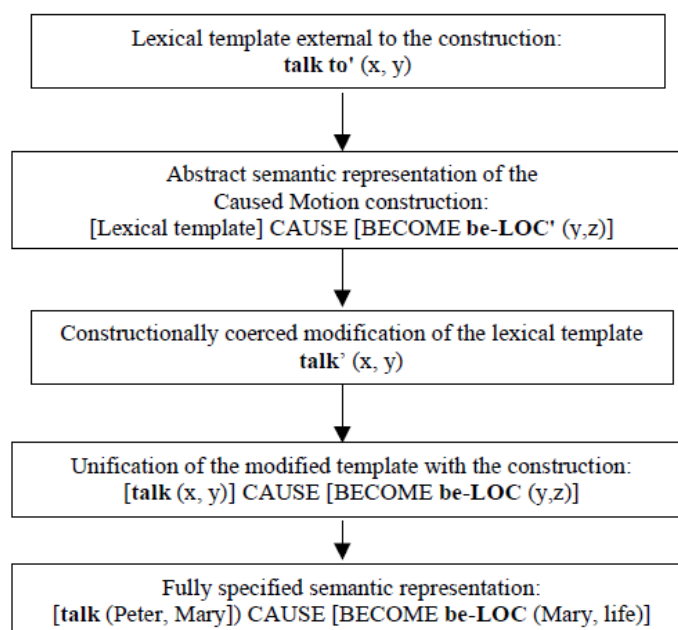 Lexical template external to the construction:
talk to' (x, y)
Abstract semantic representation of the
Caused Motion construction:
[Lexical template] CAUSE [BECOME be-LOC' (y,z)]
Constructionally coerced modification of the lexical template
talk’ (x, y)
Unification of the modified template with the construction:
[talk (x, y)] CAUSE [BECOME be-LOC (y,z)]
Fully specified semantic representation:
[talk (Peter, Mary]) CAUSE [BECOME be-LOC (Mary, life)]